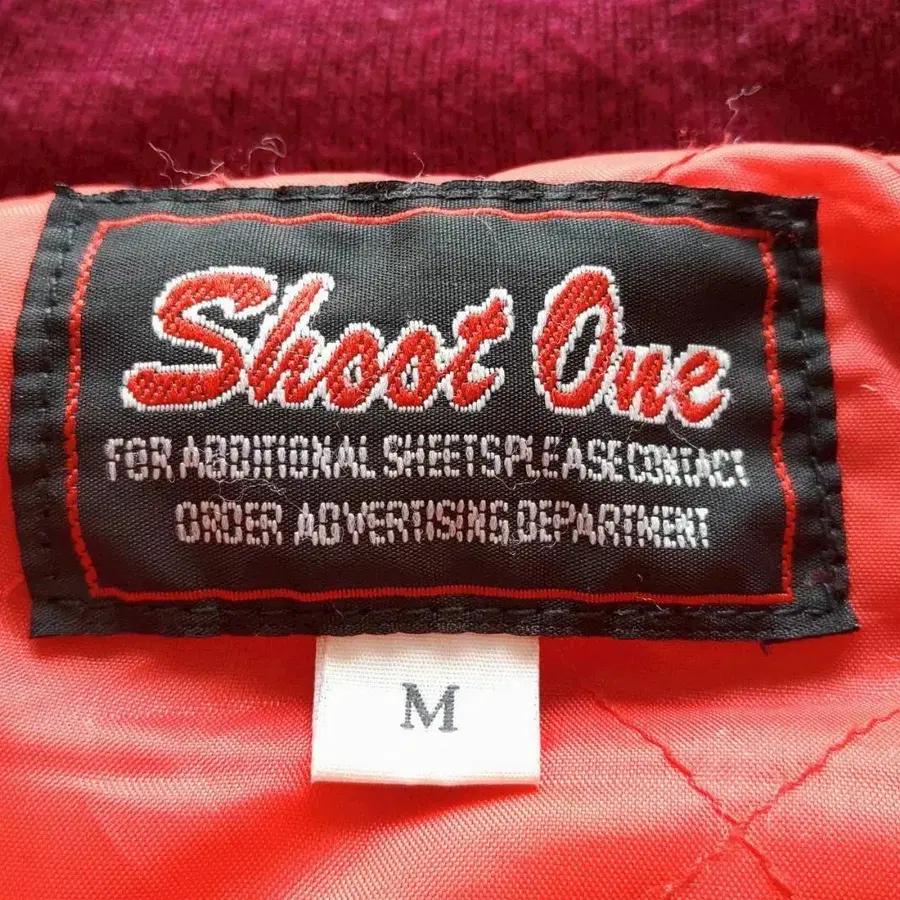 Shoot One
FOR ADDITIONAL SHEETS PLEASE CONTACT
ORDER ADVERTISING DEPARTMENT
M